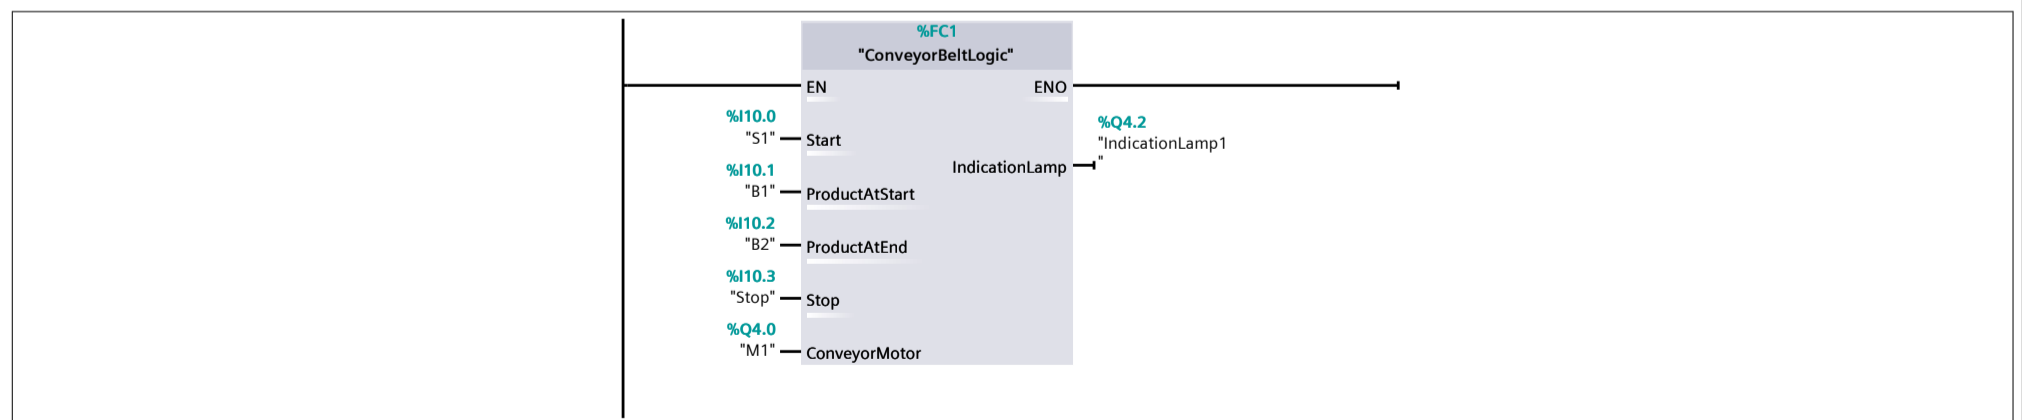 %FC1
"ConveyorBeltLogic"
EN
ENO
%I10.0
"S1"
Start
%Q4.2
"IndicationLamp1
"
IndicationLamp
%I10.1
"B1"
ProductAtStart
%I10.2
"B2"
ProductAtEnd
%I10.3
"Stop"
Stop
%Q4.0
"M1"
ConveyorMotor